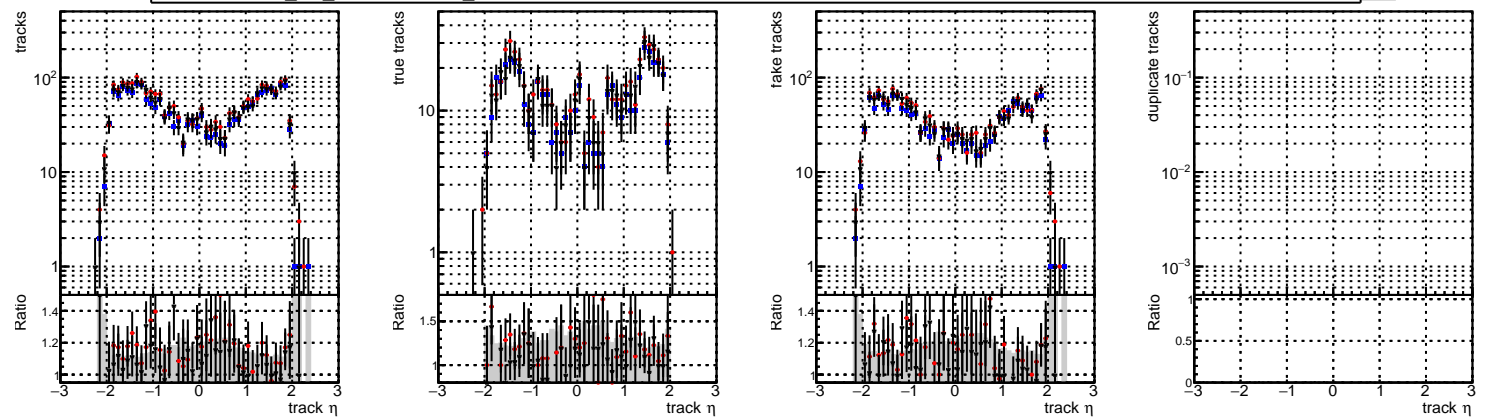 tracks
10²
10
1
Ratio
1.4
1.2
1
−3 −2 −1 0 1 2 3
track η
true tracks
10
1
Ratio
1.5
1
−3 −2 −1 0 1 2 3
track η
fake tracks
10²
10
1
Ratio
1.4
1.2
1
−3 −2 −1 0 1 2 3
track η
duplicate tracks
10⁻¹
10⁻²
10⁻³
Ratio
1
0.5
0
−3 −2 −1 0 1 2 3
track η